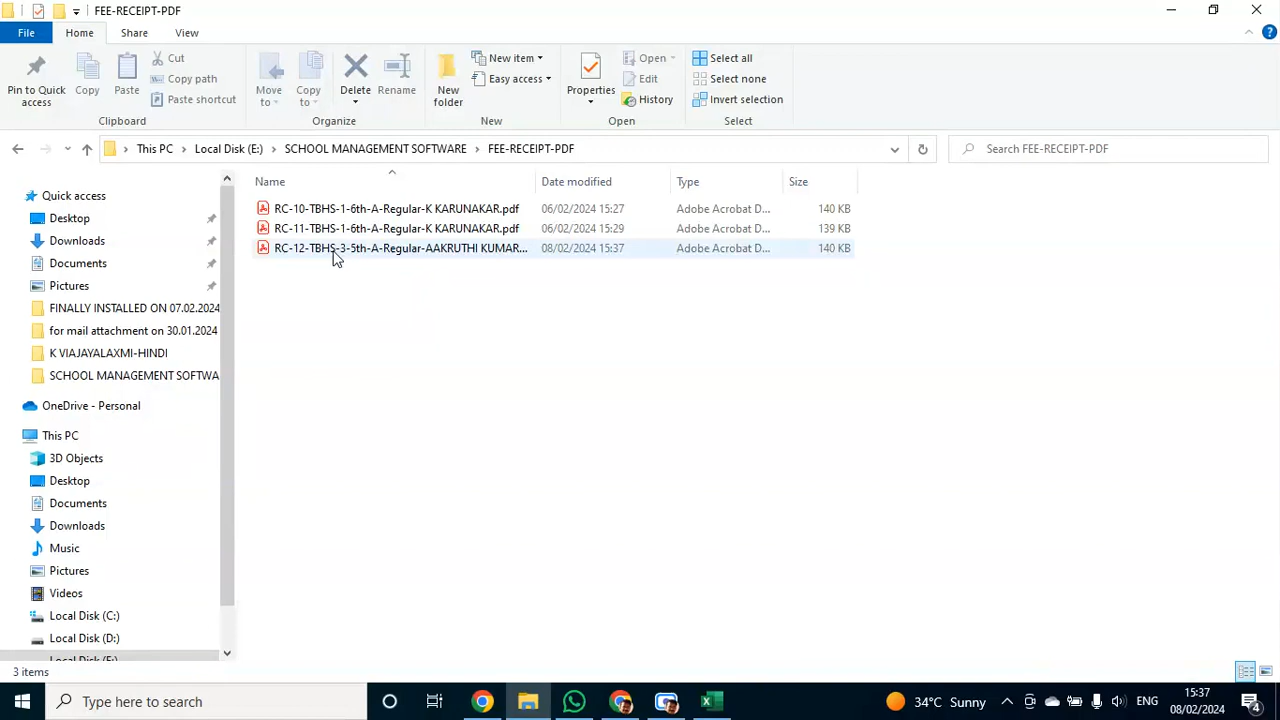 FEE-RECEIPT-PDF
File Home Share View
Pin to Quick access
Copy
Paste
Cut
Copy path
Paste shortcut
Clipboard
Move to
Copy to
Delete
Rename
Organize
New folder
New item
Easy access
New
Properties
Open
Edit
History
Open
Select all
Select none
Invert selection
Select
This PC > Local Disk (E:) > SCHOOL MANAGEMENT SOFTWARE > FEE-RECEIPT-PDF
Search FEE-RECEIPT-PDF
Name Date modified Type Size
RC-10-TBHS-1-6th-A-Regular-K KARUNAKAR.pdf 06/02/2024 15:27 Adobe Acrobat D... 140 KB
RC-11-TBHS-1-6th-A-Regular-K KARUNAKAR.pdf 06/02/2024 15:29 Adobe Acrobat D... 139 KB
RC-12-TBHS-3-5th-A-Regular-AAKRUTHI KUMAR... 08/02/2024 15:37 Adobe Acrobat D... 140 KB
Quick access
Desktop
Downloads
Documents
Pictures
FINALLY INSTALLED ON 07.02.2024
for mail attachment on 30.01.2024
K VIAJAYALAXMI-HINDI
SCHOOL MANAGEMENT SOFTWA
OneDrive - Personal
This PC
3D Objects
Desktop
Documents
Downloads
Music
Pictures
Videos
Local Disk (C:)
Local Disk (D:)
Local Disk (E:)
3 items
Type here to search
34°C Sunny
ENG
15:37
08/02/2024
4